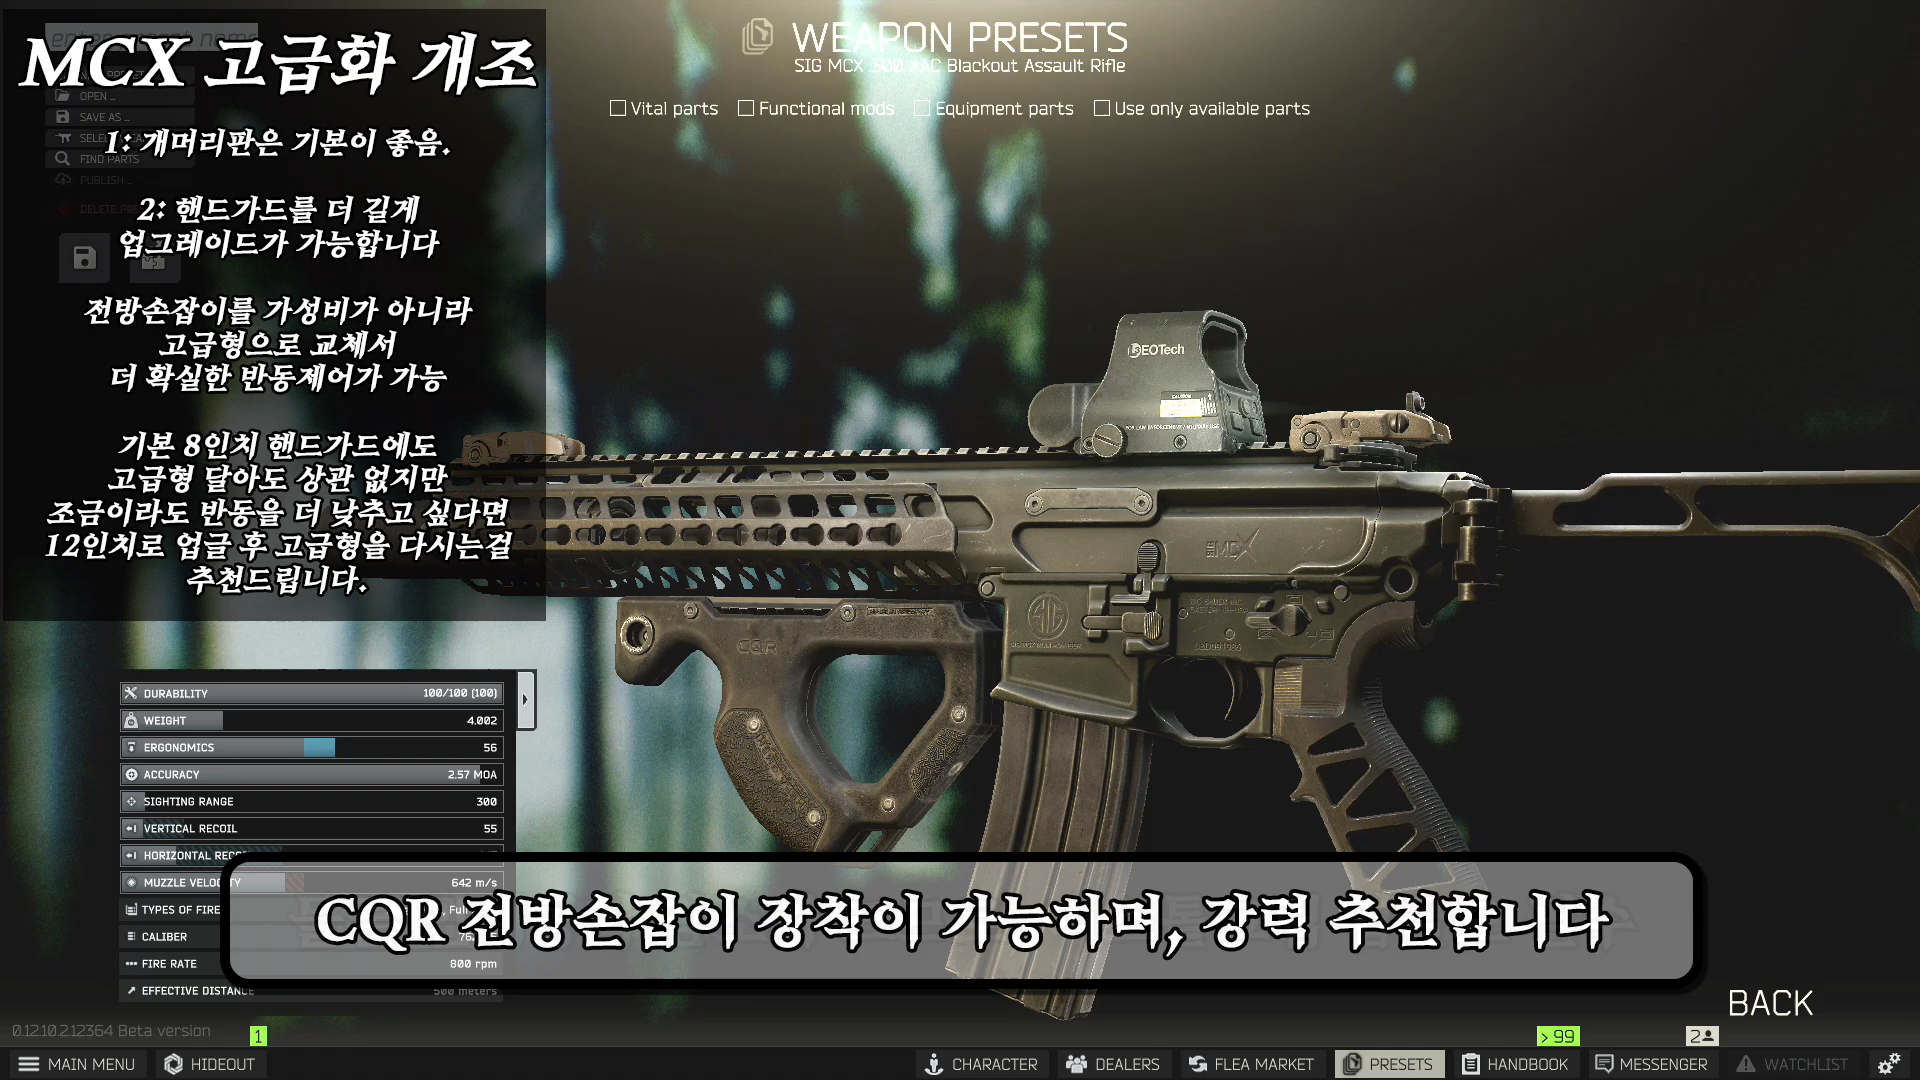 MCX 고급화 개조
1: 개머리판은 기본이 좋음.
2: 핸드가드를 더 길게
업그레이드가 가능합니다
전방손잡이를 가성비가 아니라
고급형으로 교체서
더 확실한 반동제어가 가능
기본 8인치 핸드가드에도
고급형 달아도 상관 없지만
조금이라도 반동을 더 낮추고 싶다면
12인치로 업글 후 고급형을 다시는걸
추천드립니다.
OPEN ...
SAVE AS ...
FIND PARTS
PUBLISH ...
WEAPON PRESETS
SIG MCX .300 AAC Blackout Assault Rifle
Vital parts Functional mods Equipment parts Use only available parts
EOTech
MCX
SIG
CQR
DURABILITY 100/100 (100)
WEIGHT 4.002
ERGONOMICS 56
ACCURACY 2.57 MOA
SIGHTING RANGE 300
VERTICAL RECOIL 55
HORIZONTAL
MUZZLE VELOCITY 642 m/s
TYPES OF FIRE
CALIBER
FIRE RATE 800 rpm
EFFECTIVE DISTANCE 500 meters
CQR 전방손잡이 장착이 가능하며, 강력 추천합니다
BACK
0.12.10.2.12364 Beta version
1
> 99
2
MAIN MENU HIDEOUT CHARACTER DEALERS FLEA MARKET PRESETS HANDBOOK MESSENGER WATCHLIST